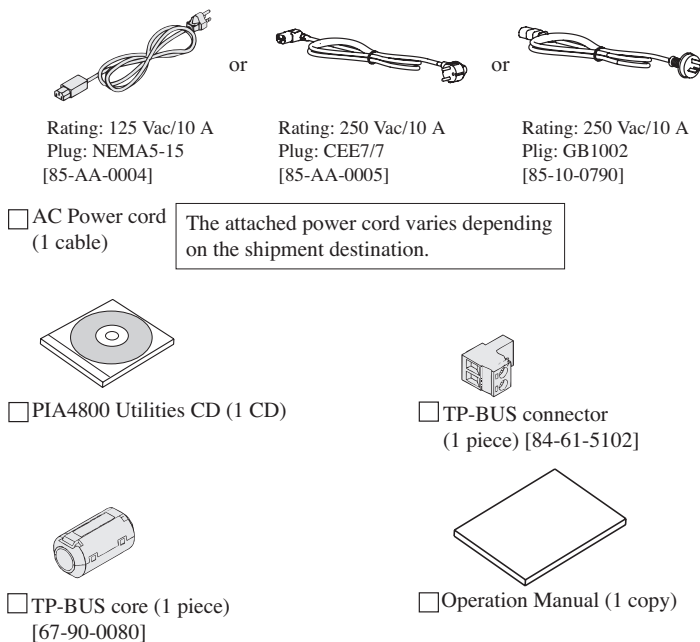 or
or
Rating: 125 Vac/10 A
Plug: NEMA5-15
[85-AA-0004]
Rating: 250 Vac/10 A
Plug: CEE7/7
[85-AA-0005]
Rating: 250 Vac/10 A
Plig: GB1002
[85-10-0790]
AC Power cord
(1 cable)
The attached power cord varies depending
on the shipment destination.
PIA4800 Utilities CD (1 CD)
TP-BUS connector
(1 piece) [84-61-5102]
TP-BUS core (1 piece)
[67-90-0080]
Operation Manual (1 copy)